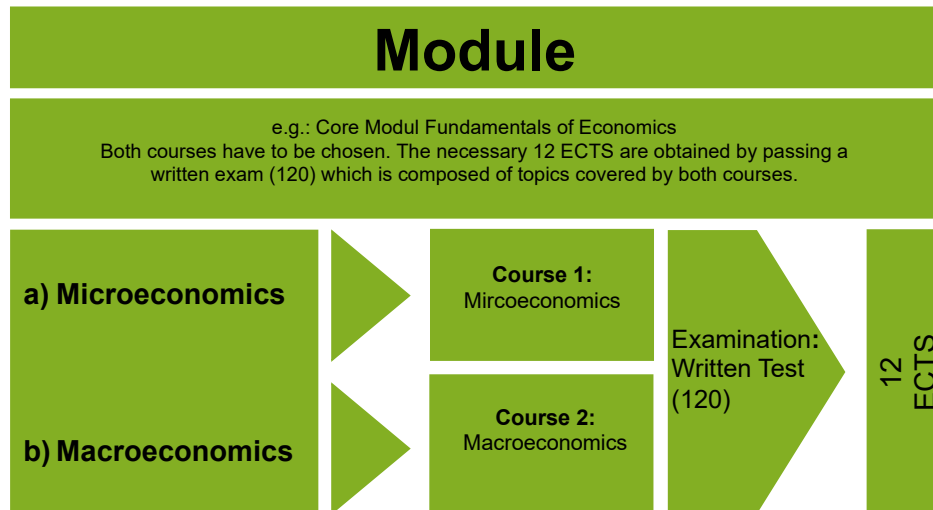 Module
e.g.: Core Modul Fundamentals of Economics
Both courses have to be chosen. The necessary 12 ECTS are obtained by passing a
written exam (120) which is composed of topics covered by both courses.
a) Microeconomics
Course 1:
Mircoeconomics
b) Macroeconomics
Course 2:
Macroeconomics
Examination:
Written Test
(120)
12
ECTS